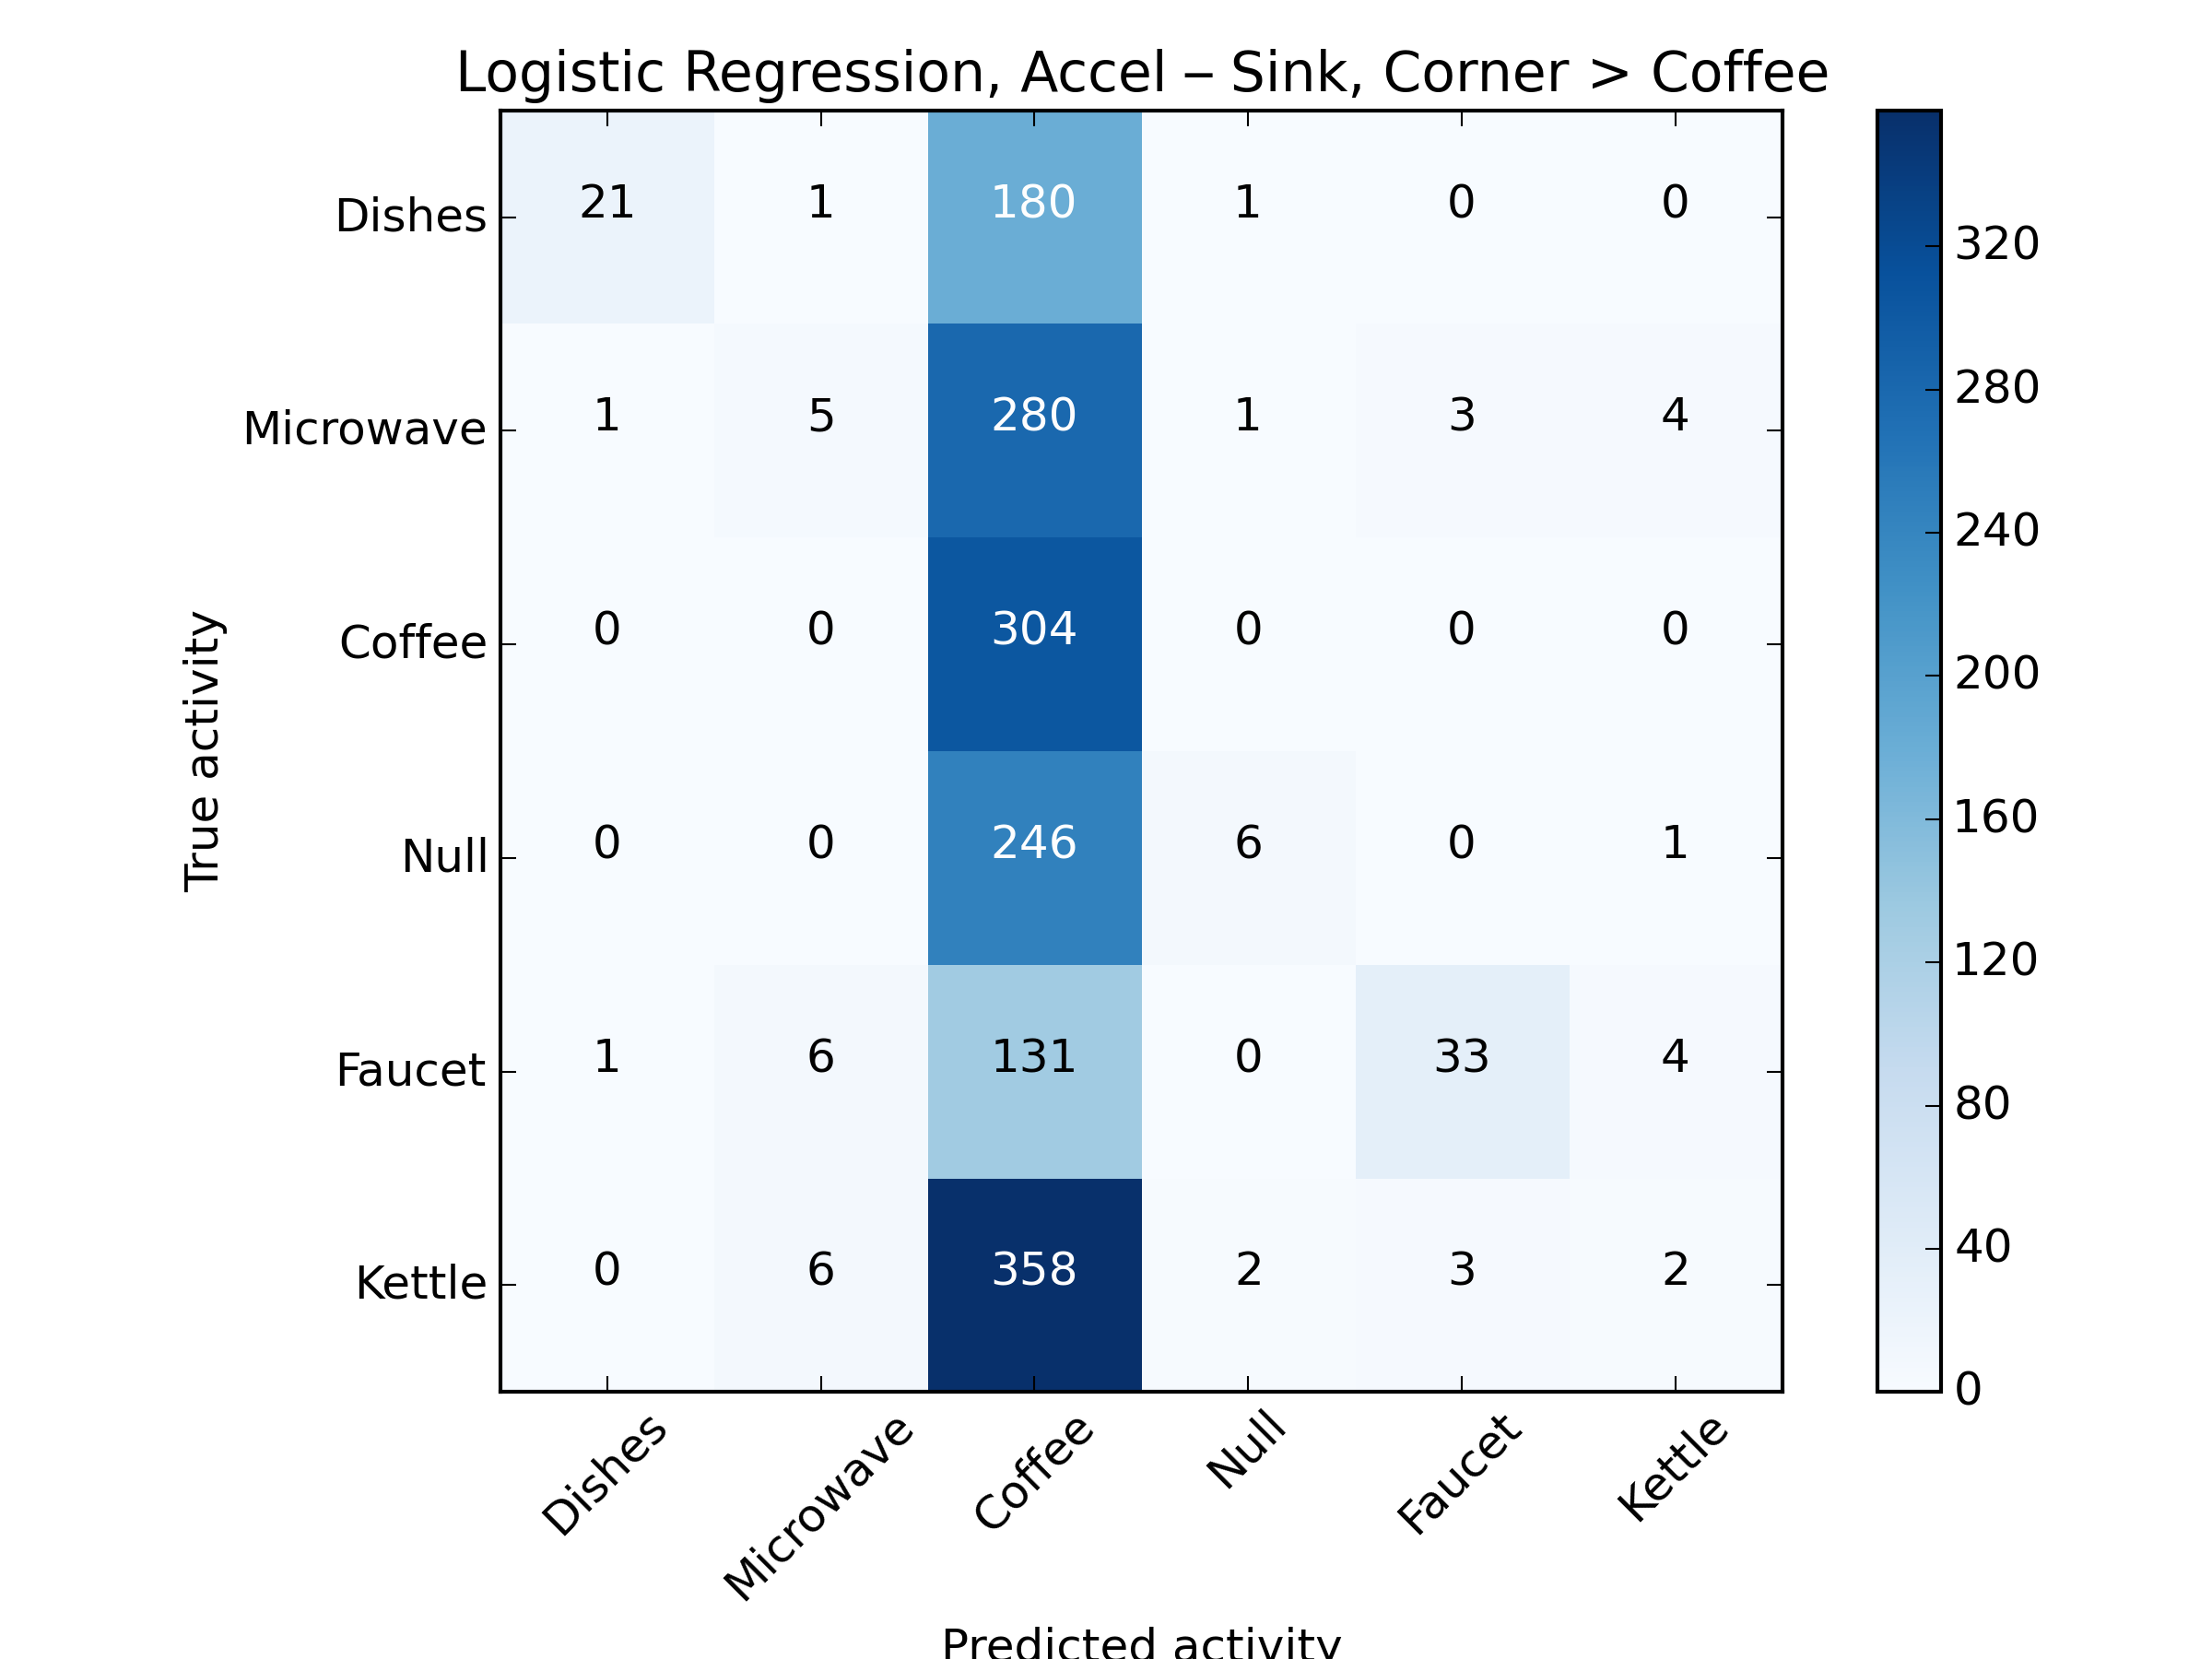 Logistic Regression, Accel – Sink, Corner > Coffee
Dishes 21 1 180 1 0 0
Microwave 1 5 280 1 3 4
Coffee 0 0 304 0 0 0
Null 0 0 246 6 0 1
Faucet 1 6 131 0 33 4
Kettle 0 6 358 2 3 2
True activity
Dishes Microwave Coffee Null Faucet Kettle
Predicted activity
320
280
240
200
160
120
80
40
0